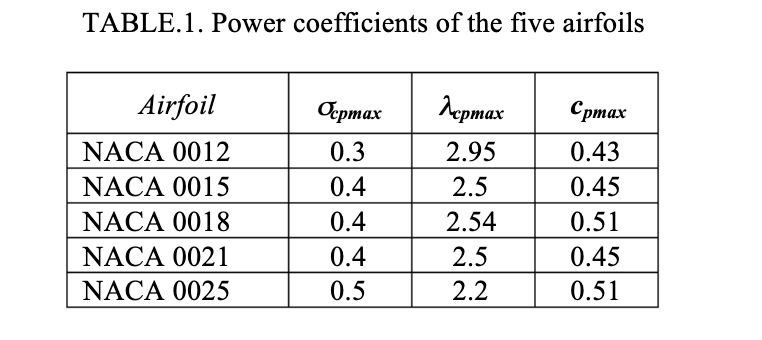 TABLE.1. Power coefficients of the five airfoils
Airfoil σcpmax λcpmax cpmax
NACA 0012 0.3 2.95 0.43
NACA 0015 0.4 2.5 0.45
NACA 0018 0.4 2.54 0.51
NACA 0021 0.4 2.5 0.45
NACA 0025 0.5 2.2 0.51